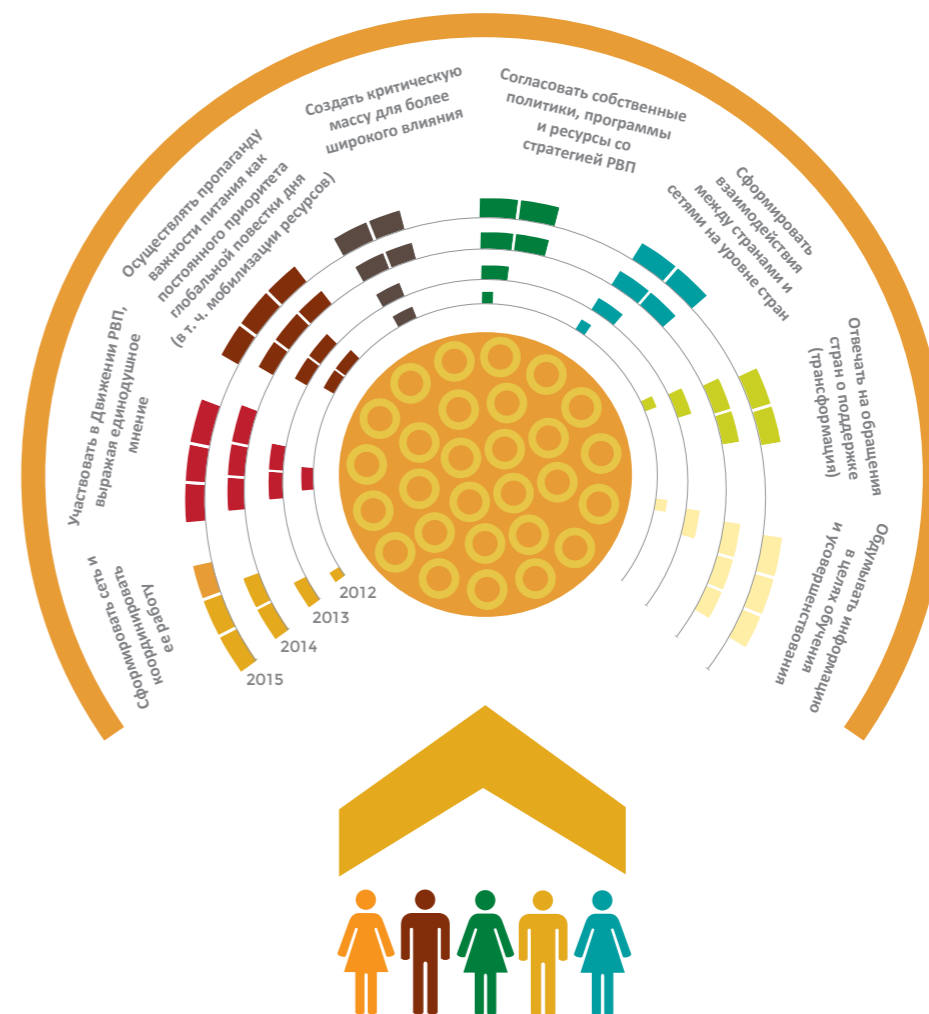 Сформировать сеть и
координировать
ее работу
Участвовать в Движении РВП,
выражая единодушное
мнение
Осуществлять пропаганду
важности питания как
постоянного приоритета
глобальной повестки дня
(в т. ч. мобилизации ресурсов)
Создать критическую
массу для более
широкого влияния
Согласовать собственные
политики, программы
и ресурсы со
стратегией РВП
Сформировать
взаимодействия
между странами и
сетями на уровне стран
Отвечать на обращения
стран о поддержке
(трансформация)
Обдумывать информацию
в целях обучения
и усовершенствования
2012
2013
2014
2015